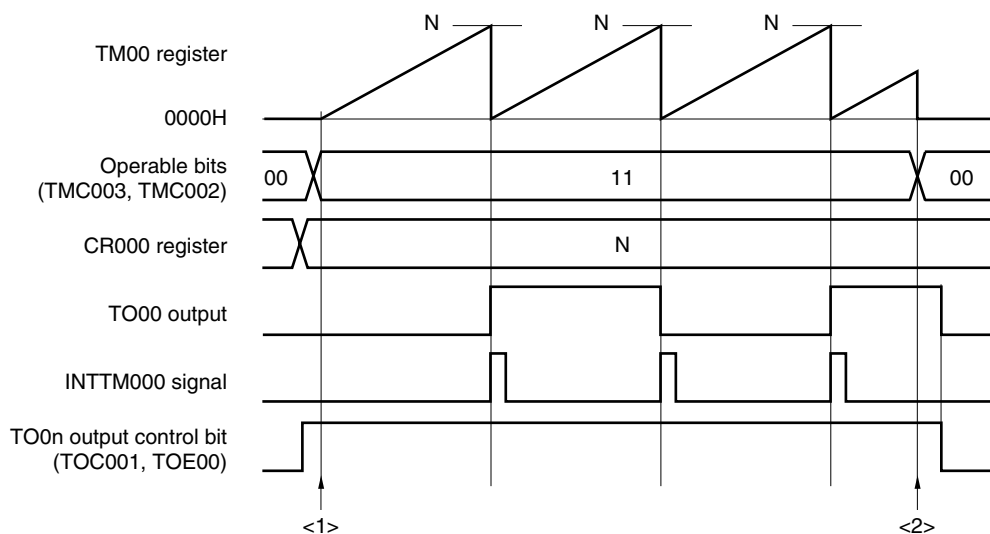 N N N
TM00 register
0000H
Operable bits
(TMC003, TMC002)
00 11 00
CR000 register
N
TO00 output
INTTM000 signal
TO0n output control bit
(TOC001, TOE00)
<1> <2>